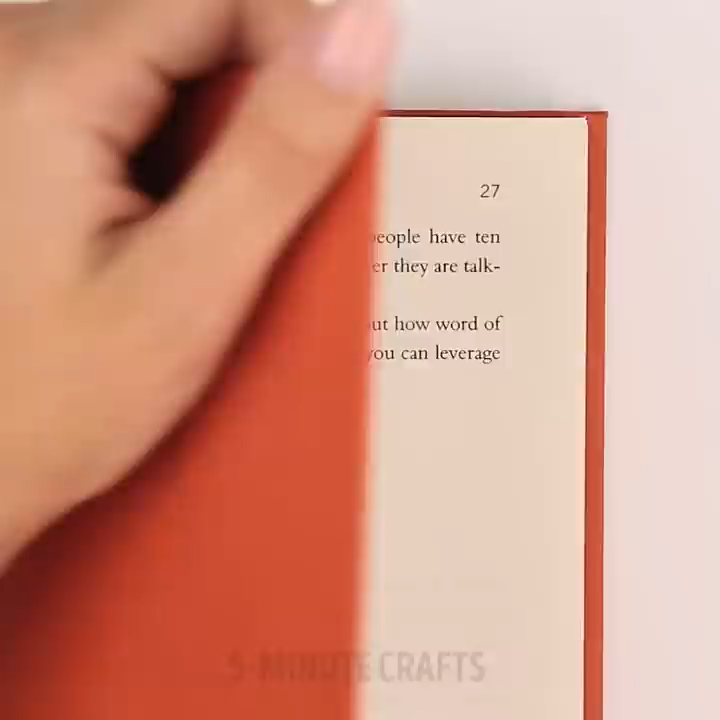 27
people have ten
er they are talk-
ut how word of
you can leverage
5-MINUTE CRAFTS